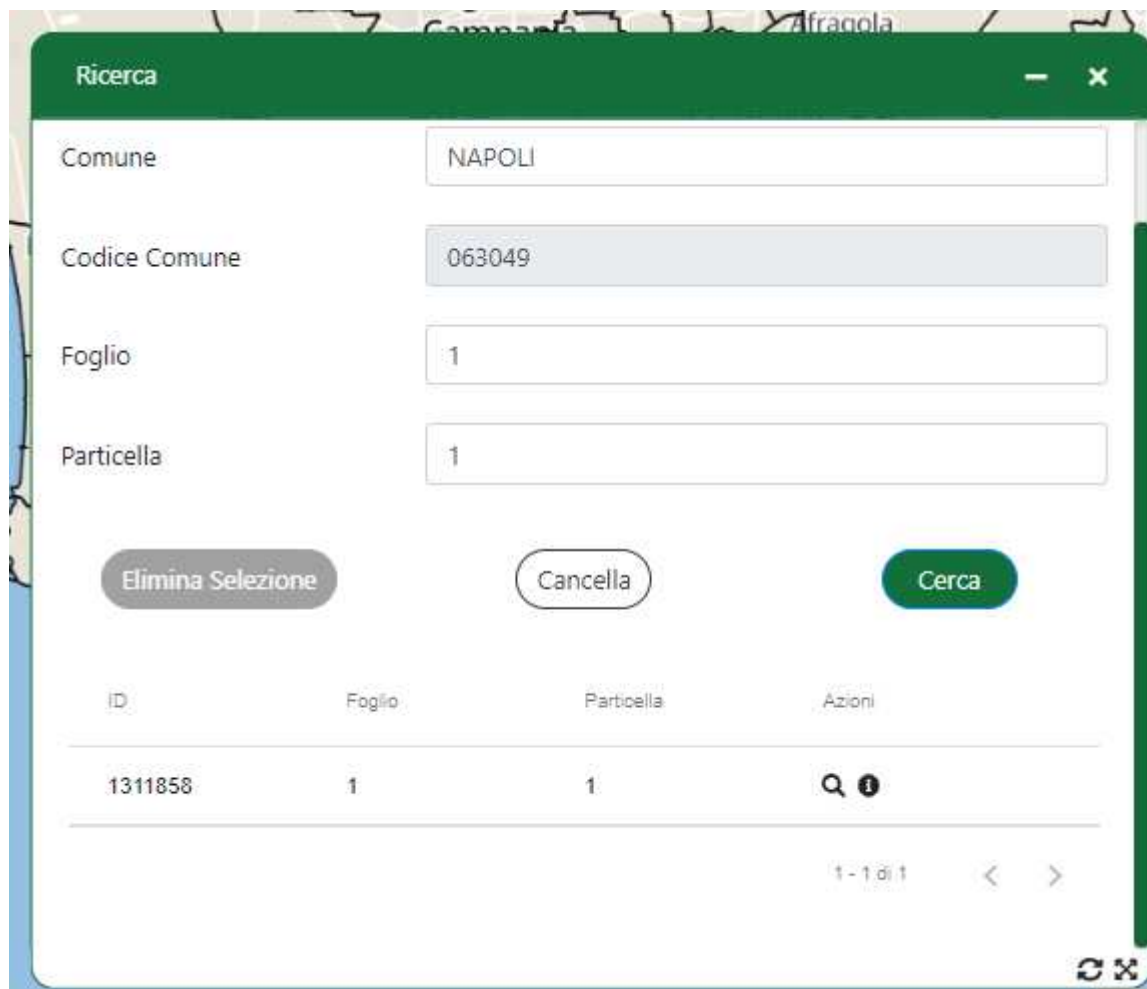 Campania
Afragola
Ricerca
Comune NAPOLI
Codice Comune 063049
Foglio 1
Particella 1
Elimina Selezione Cancella Cerca
ID Foglio Particella Azioni
1311858 1 1
1 - 1 di 1